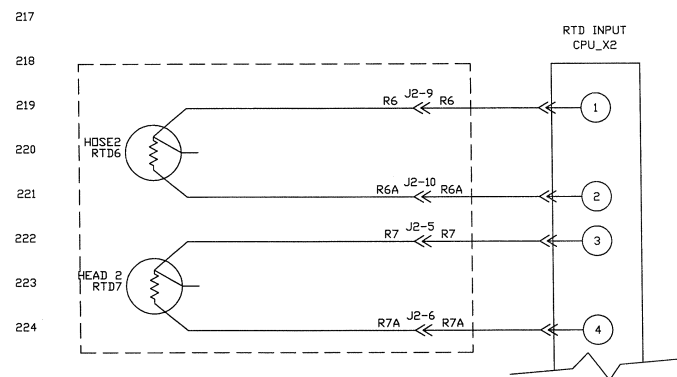 217
RTD INPUT
CPU_X2
218
J2-9
219 R6 R6 1
HOSE2
220 RTD6
J2-10
221 R6A R6A 2
J2-5
222 R7 R7 3
HEAD 2
223 RTD7
J2-6
224 R7A R7A 4